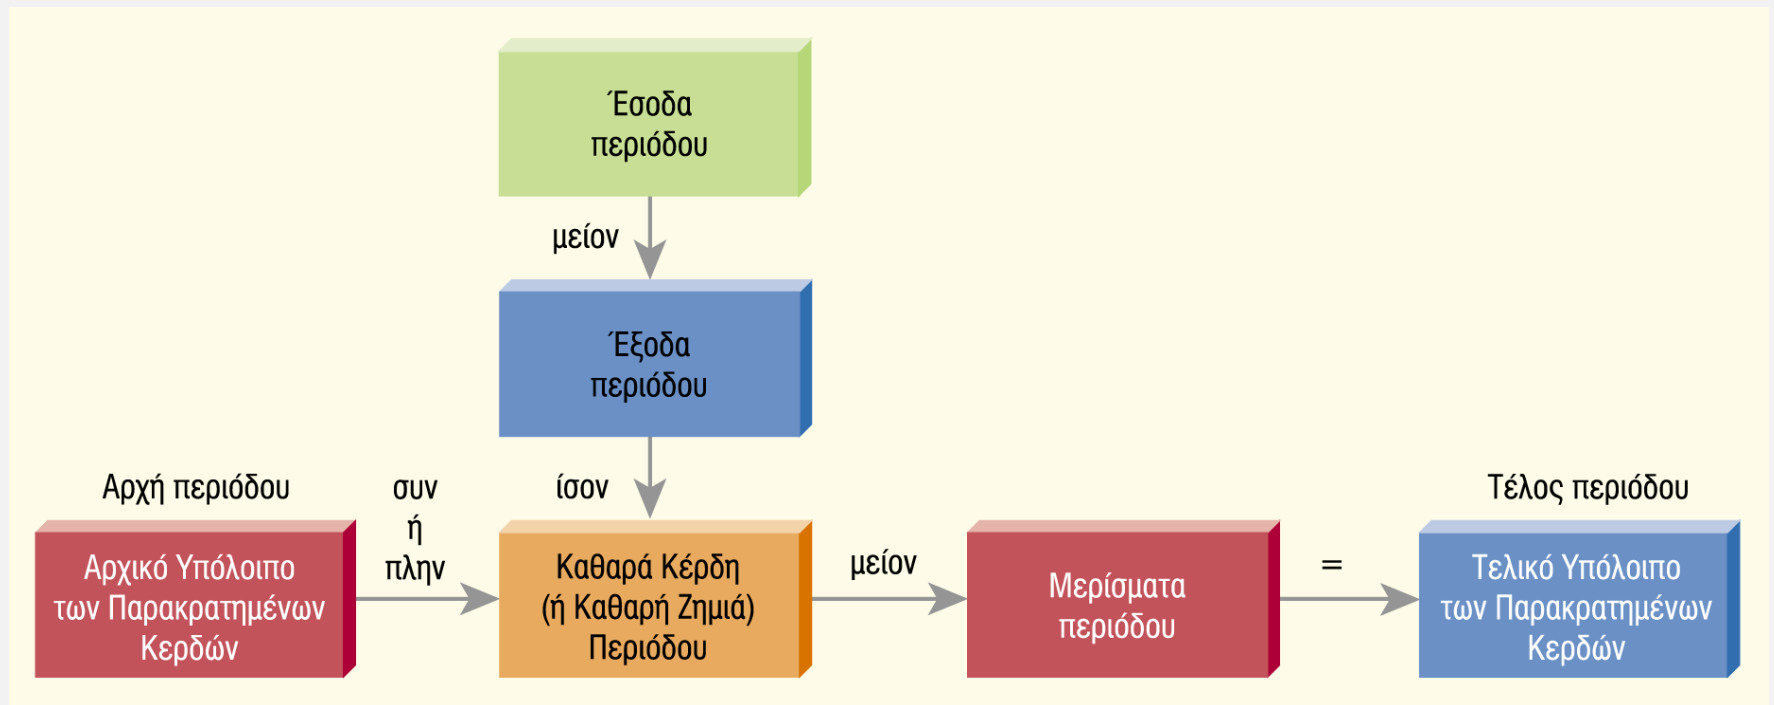 Έσοδα
περιόδου
μείον
Έξοδα
περιόδου
ίσον
Αρχή περιόδου
Αρχικό Υπόλοιπο
των Παρακρατημένων
Κερδών
συν
ή
πλην
Καθαρά Κέρδη
(ή Καθαρή Ζημιά)
Περιόδου
μείον
Μερίσματα
περιόδου
=
Τέλος περιόδου
Τελικό Υπόλοιπο
των Παρακρατημένων
Κερδών